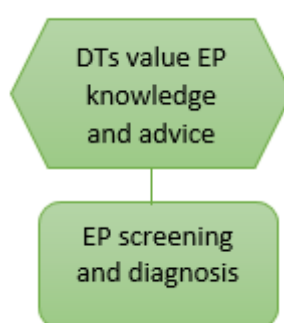 DTs value EP
knowledge
and advice
EP screening
and diagnosis